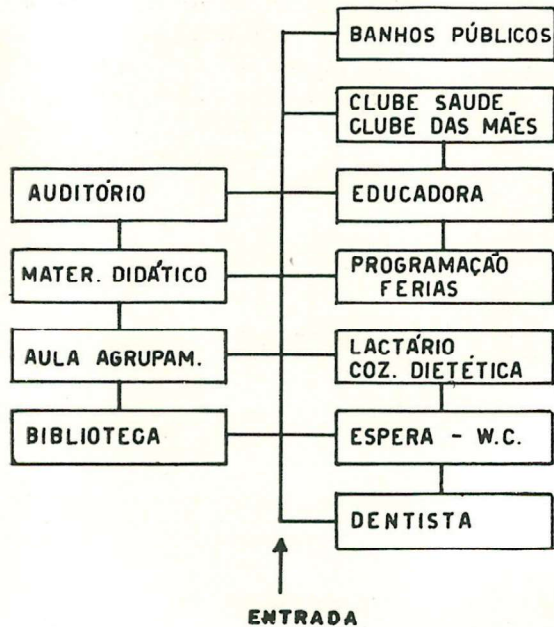 BANHOS PÚBLICOS
CLUBE SAUDE
CLUBE DAS MÃES
AUDITÓRIO
EDUCADORA
MATER. DIDÁTICO
PROGRAMAÇÃO
FERIAS
AULA AGRUPAM.
LACTÁRIO
COZ. DIETÉTICA
BIBLIOTECA
ESPERA - W.C.
DENTISTA
ENTRADA